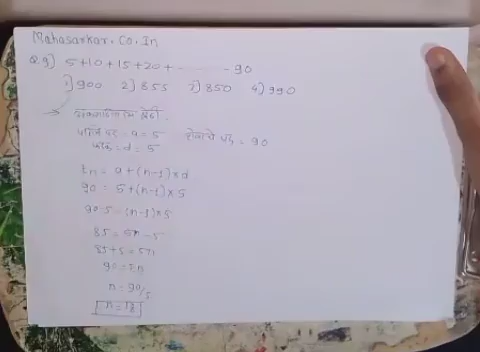 Mahasarkar.Co.In
Q.9] 5+10+15+20+ ------- - 90
1] 900 2] 855 3] 850 4] 990
→
पहिले पद = a = 5 शेवटचे पद = 90
फरक = d = 5
tn = a+(n-1)×d
90 = 5+(n-1)×5
90-5 = (n-1)×5
85 = 5n-5
85+5 = 5n
90 = 5n
n = 90/5
n = 18